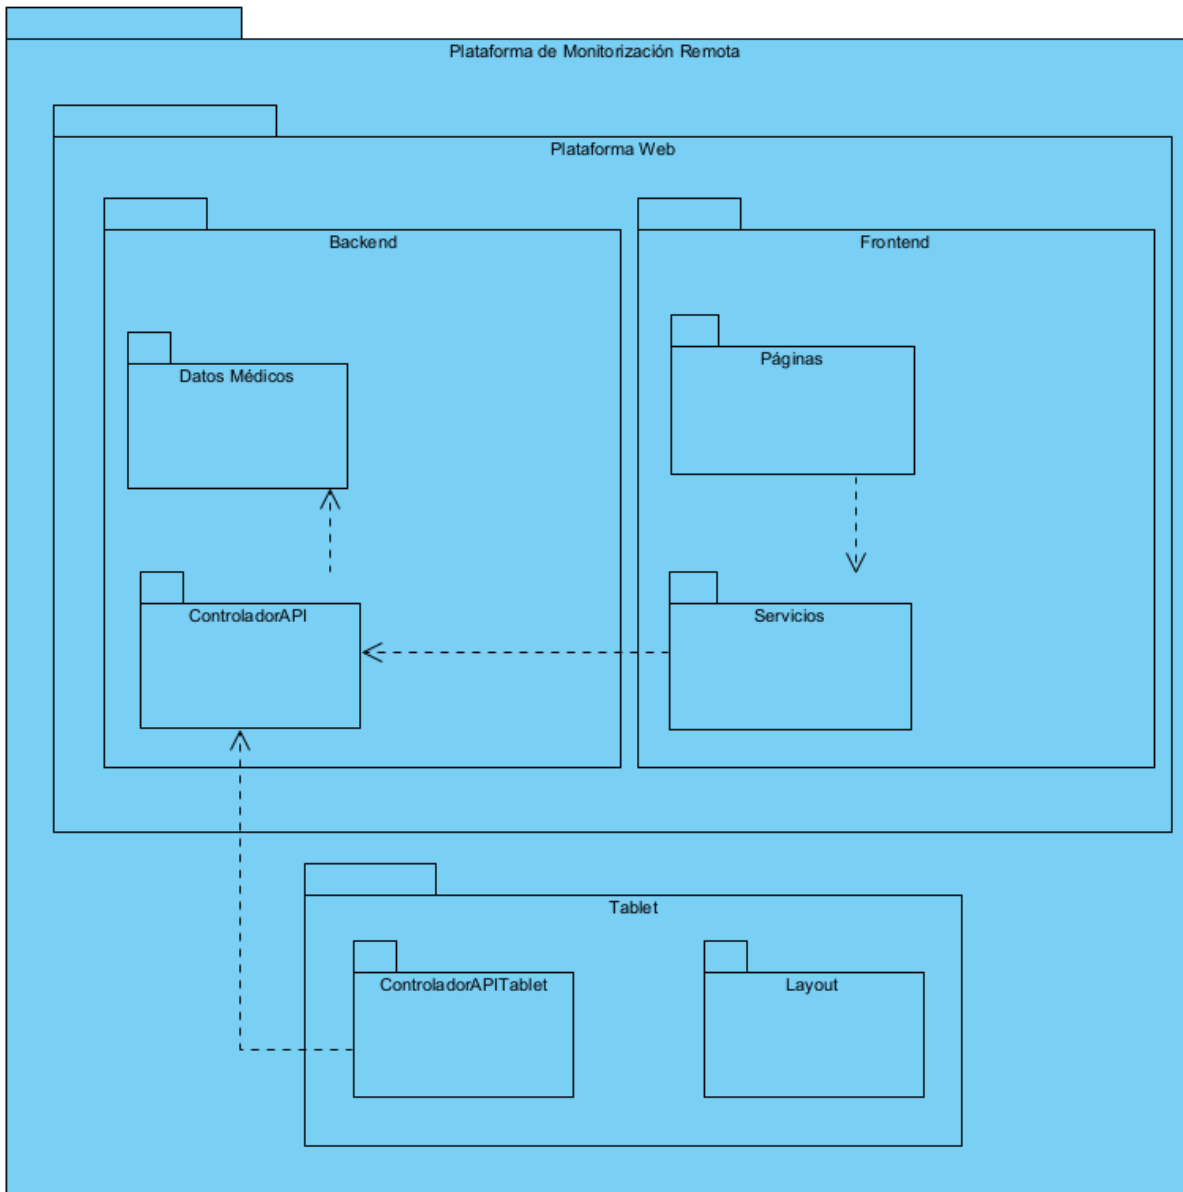 Plataforma de Monitorización Remota
Plataforma Web
Backend
Frontend
Datos Médicos
Páginas
ControladorAPI
Servicios
Tablet
ControladorAPITablet
Layout